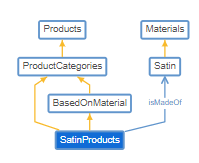 Products
Materials
ProductCategories
Satin
BasedOnMaterial
isMadeOf
SatinProducts